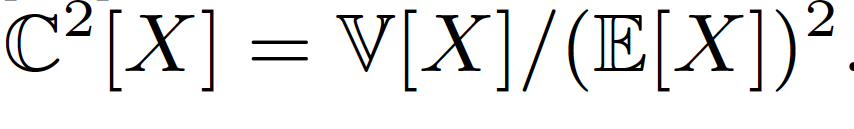 ℂ²[X] = 𝕍[X]/(𝔼[X])².